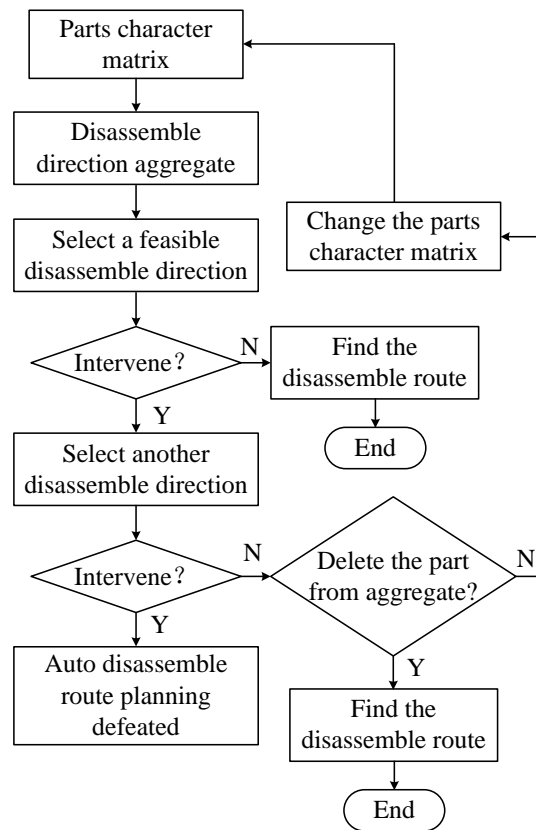 Parts character
matrix
Disassemble
direction aggregate
Select a feasible
disassemble direction
Change the parts
character matrix
Intervene?
N
Find the
disassemble route
Y
End
Select another
disassemble direction
Intervene?
N
Delete the part
from aggregate?
N
Y
Auto disassemble
route planning
defeated
Y
Find the
disassemble route
End